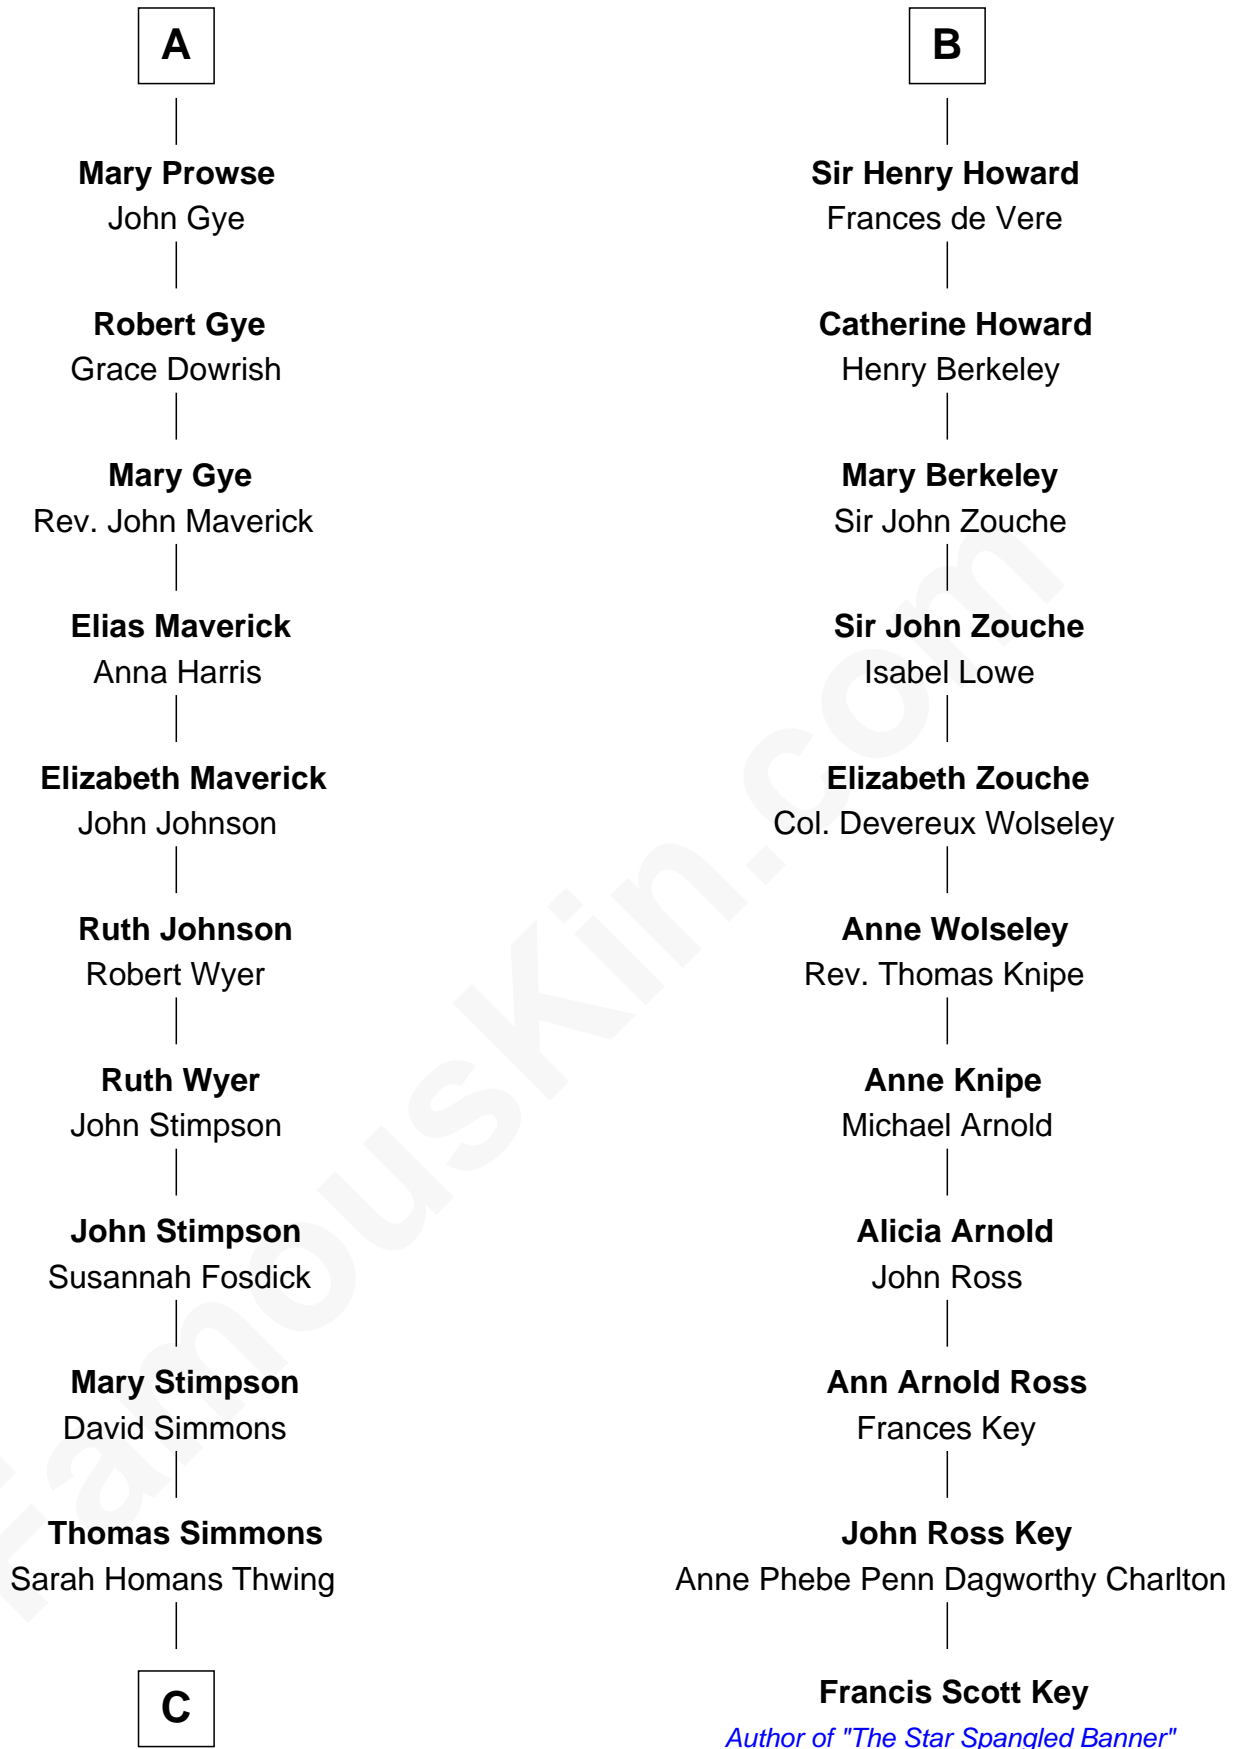 A
Mary Prowse
John Gye
Robert Gye
Grace Dowrish
Mary Gye
Rev. John Maverick
Elias Maverick
Anna Harris
Elizabeth Maverick
John Johnson
Ruth Johnson
Robert Wyer
Ruth Wyer
John Stimpson
John Stimpson
Susannah Fosdick
Mary Stimpson
David Simmons
Thomas Simmons
Sarah Homans Thwing
C
B
Sir Henry Howard
Frances de Vere
Catherine Howard
Henry Berkeley
Mary Berkeley
Sir John Zouche
Sir John Zouche
Isabel Lowe
Elizabeth Zouche
Col. Devereux Wolseley
Anne Wolseley
Rev. Thomas Knipe
Anne Knipe
Michael Arnold
Alicia Arnold
John Ross
Ann Arnold Ross
Frances Key
John Ross Key
Anne Phebe Penn Dagworthy Charlton
Francis Scott Key
Author of "The Star Spangled Banner"
FamousKin.com